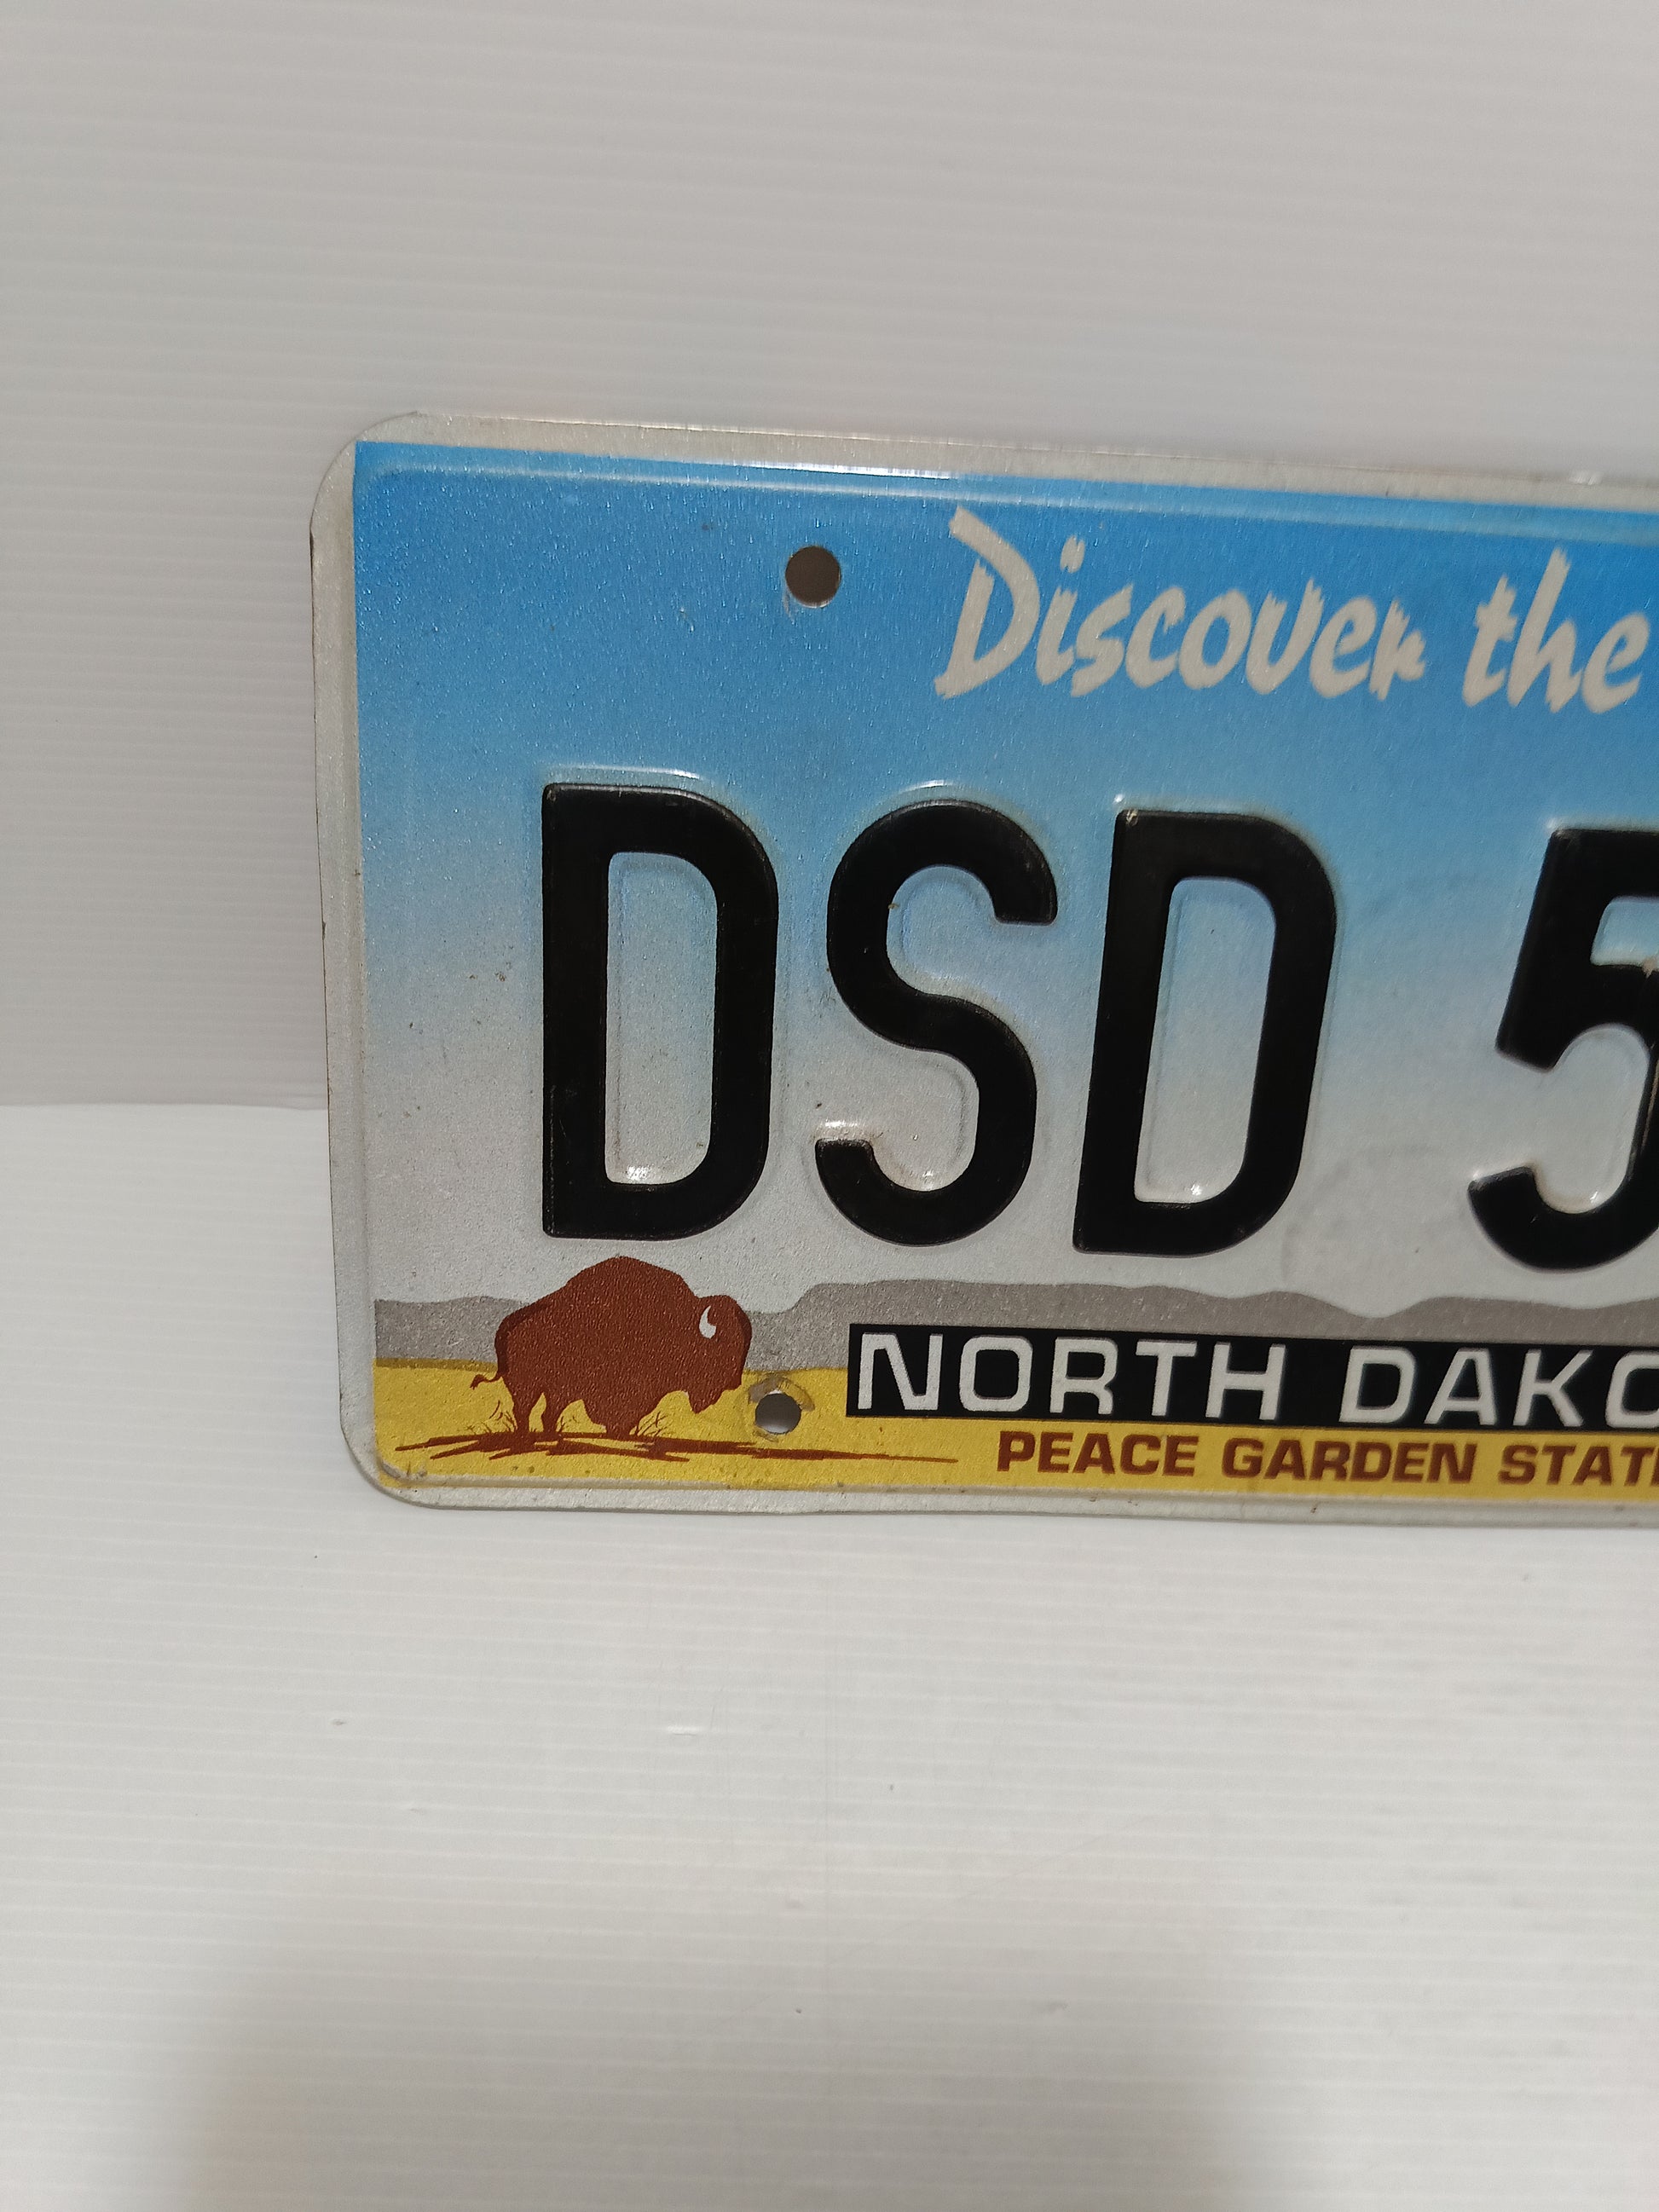 Discover the
DSD 5
NORTH DAKO
PEACE GARDEN STAT